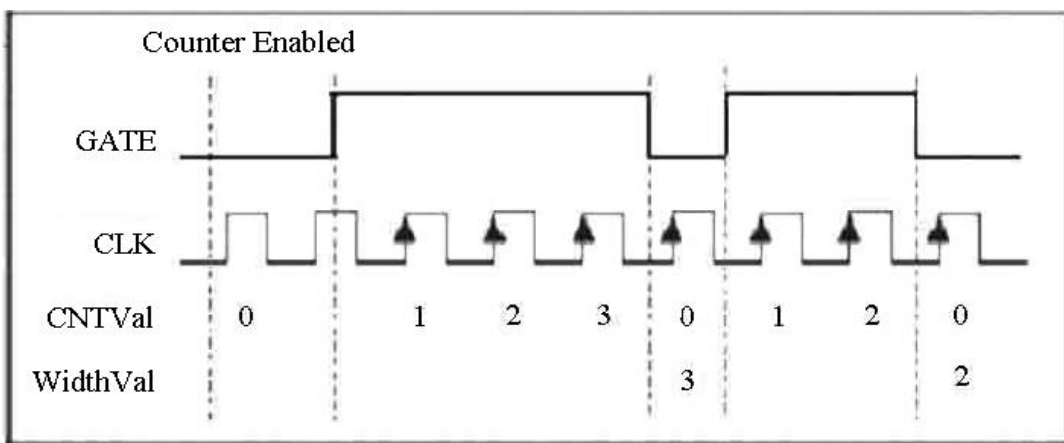 Counter Enabled
GATE
CLK
CNTVal 0 1 2 3 0 1 2 0
WidthVal 3 2